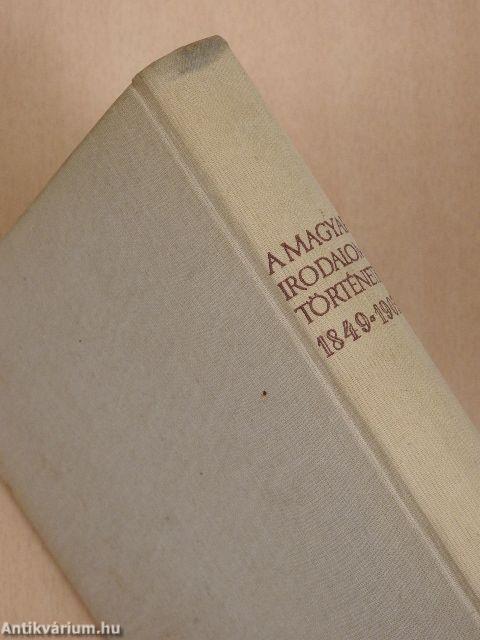 A MAGYA
IRODALO
TÖRTÉNET
1849-190
Antikvárium.hu